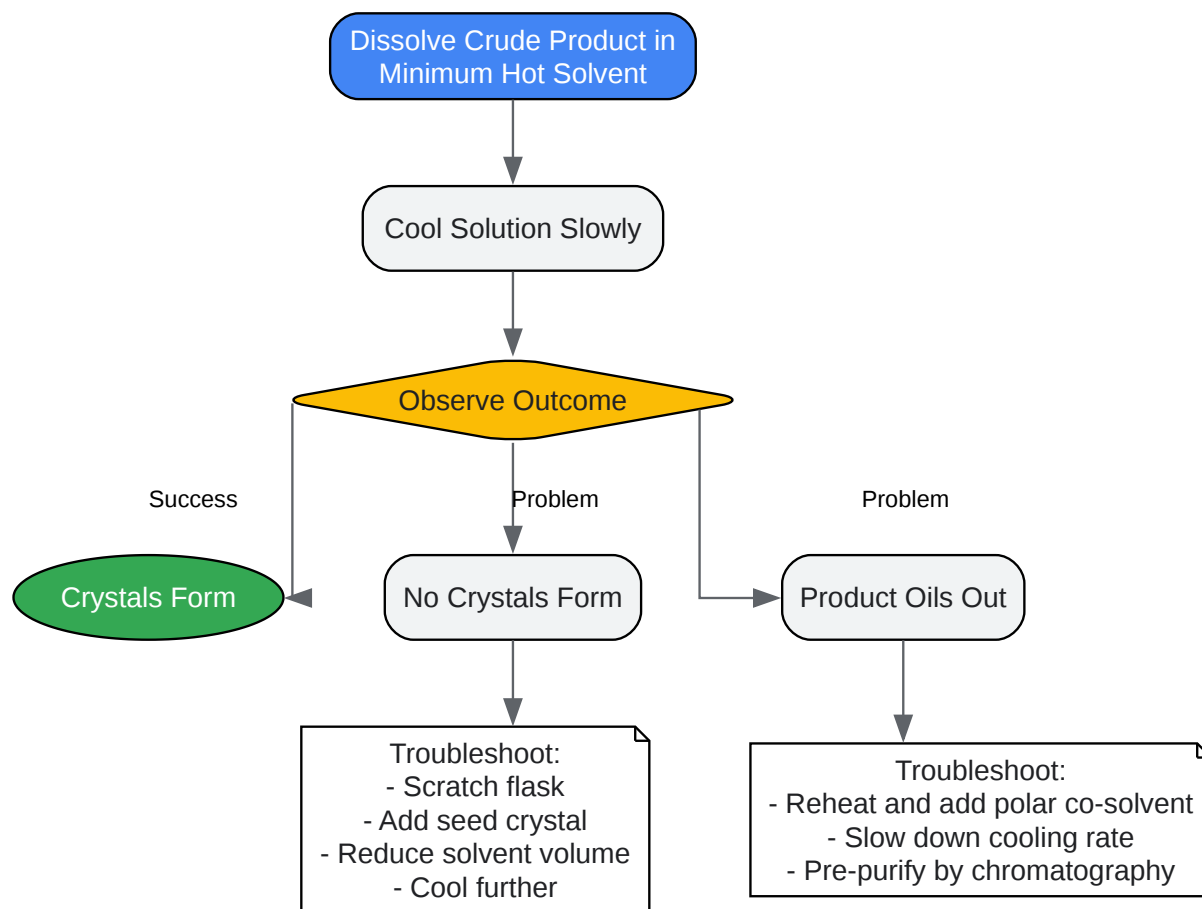 Dissolve Crude Product in
Minimum Hot Solvent
Cool Solution Slowly
Observe Outcome
Success
Problem
Problem
Crystals Form
No Crystals Form
Product Oils Out
Troubleshoot:
- Scratch flask
- Add seed crystal
- Reduce solvent volume
- Cool further
Troubleshoot:
- Reheat and add polar co-solvent
- Slow down cooling rate
- Pre-purify by chromatography